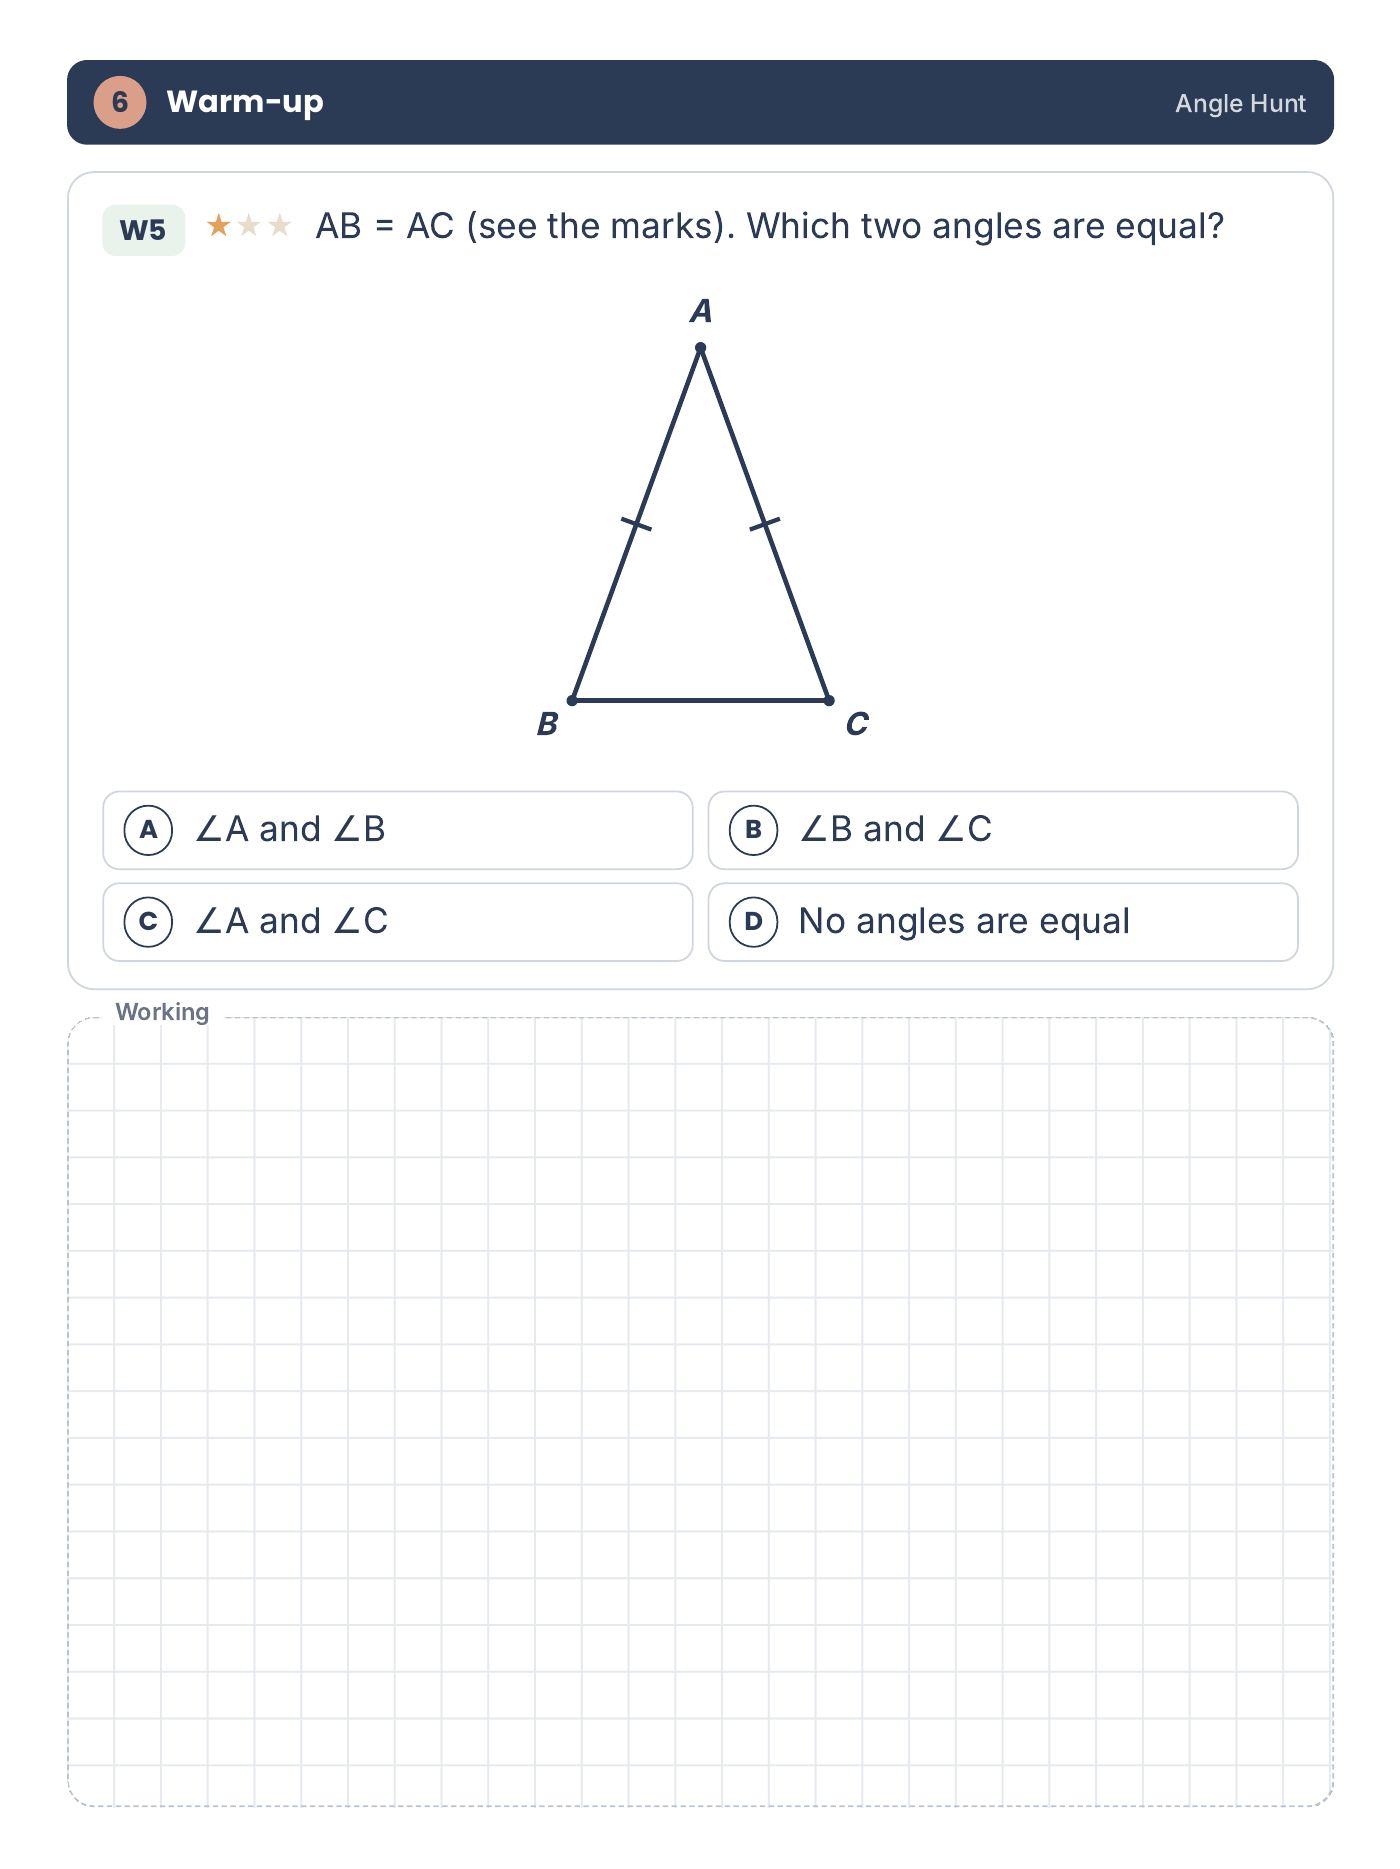 6 Warm-up Angle Hunt
W5 ★★★ AB = AC (see the marks). Which two angles are equal?
A
B C
A ∠A and ∠B B ∠B and ∠C
C ∠A and ∠C D No angles are equal
Working